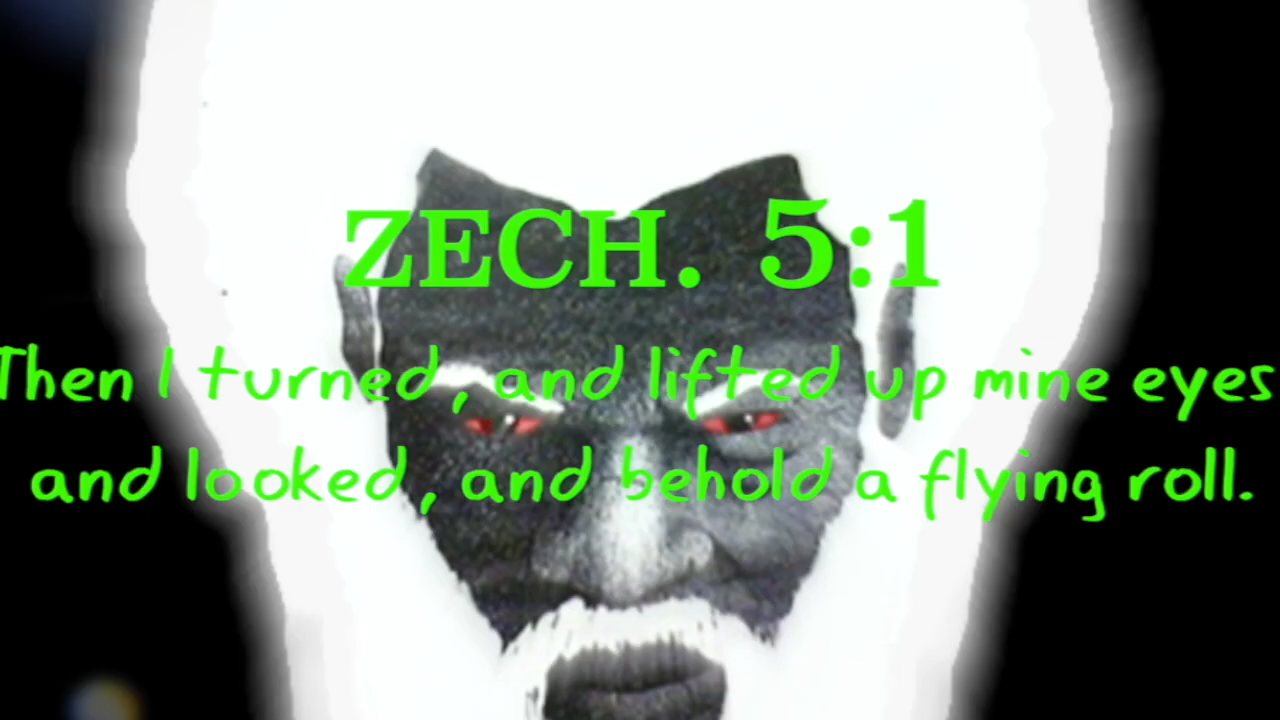 ZECH. 5:1
Then I turned, and lifted up mine eyes
and looked, and behold a flying roll.